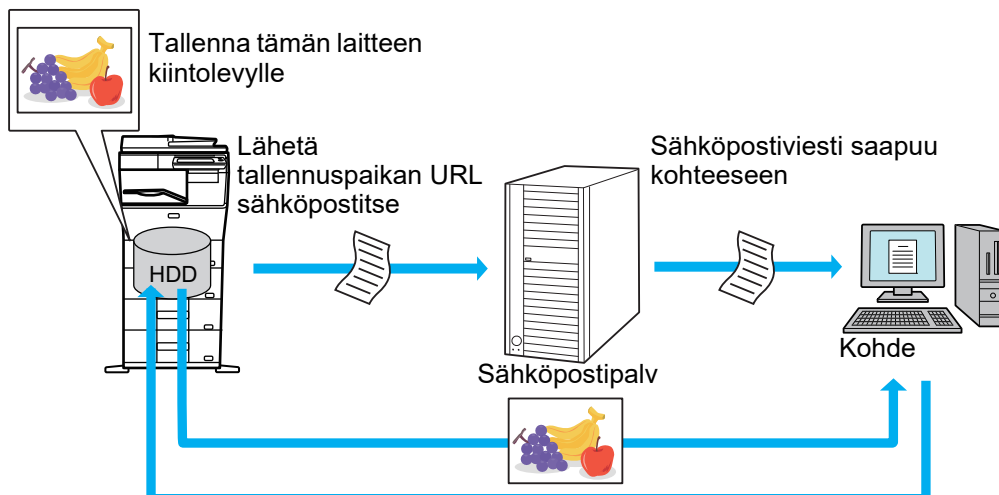 Tallenna tämän laitteen
kiintolevylle
Lähetä
tallennuspaikan URL
sähköpostitse
Sähköpostiviesti saapuu
kohteeseen
HDD
Sähköpostipalv
Kohde